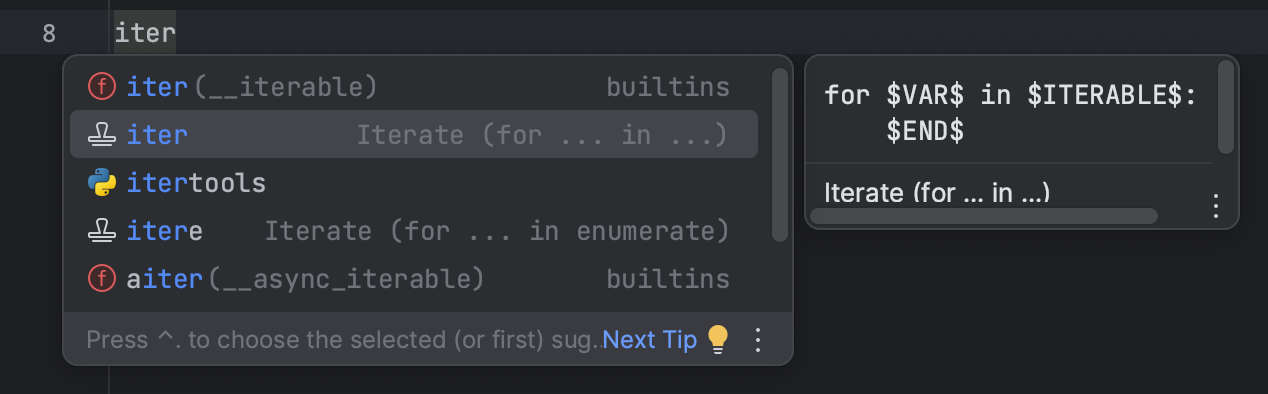 8 iter
iter(__iterable) builtins
iter Iterate (for ... in ...)
itertools
itere Iterate (for ... in enumerate)
aiter(__async_iterable) builtins
Press ^. to choose the selected (or first) sug.. Next Tip
for $VAR$ in $ITERABLE$:
    $END$
Iterate (for ... in ...)